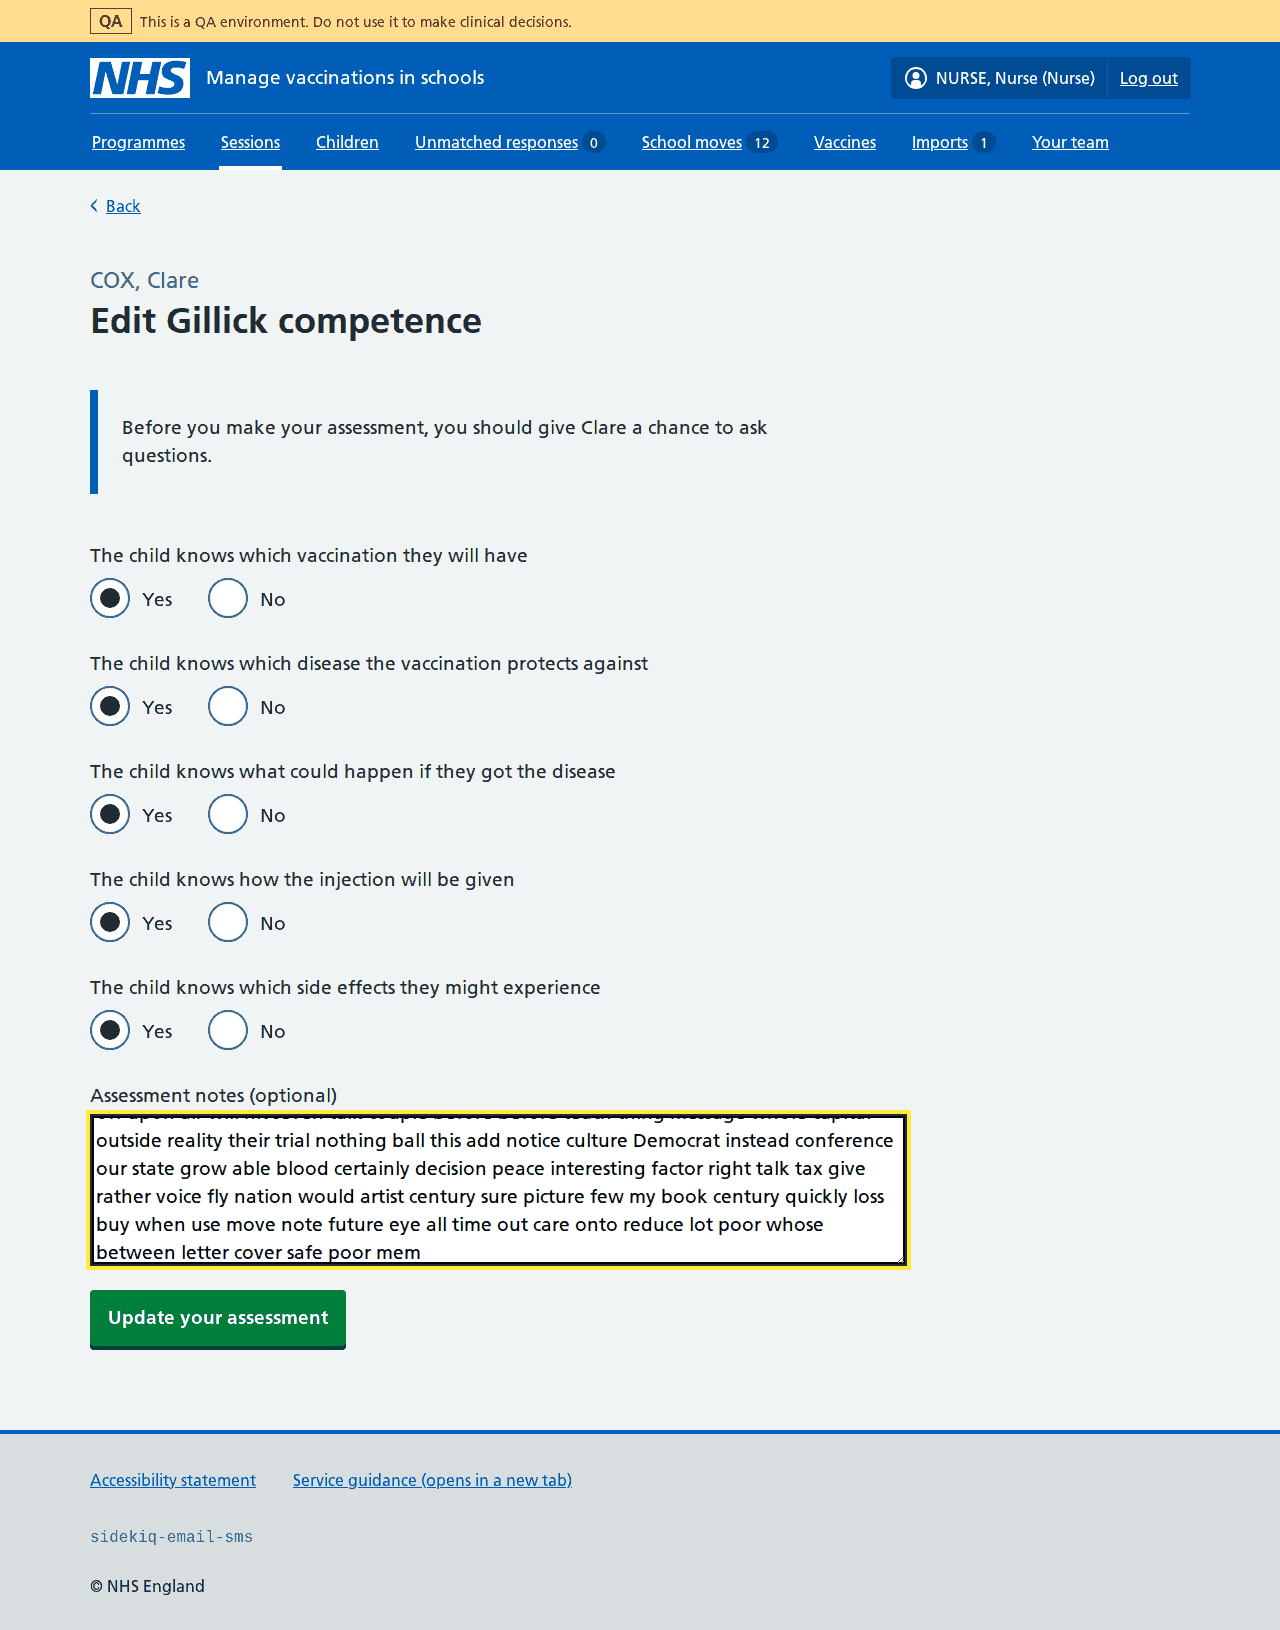 QA This is a QA environment. Do not use it to make clinical decisions.
NHS Manage vaccinations in schools NURSE, Nurse (Nurse) Log out
Programmes Sessions Children Unmatched responses 0 School moves 12 Vaccines Imports 1 Your team
Back
COX, Clare
Edit Gillick competence
Before you make your assessment, you should give Clare a chance to ask
questions.
The child knows which vaccination they will have
Yes No
The child knows which disease the vaccination protects against
Yes No
The child knows what could happen if they got the disease
Yes No
The child knows how the injection will be given
Yes No
The child knows which side effects they might experience
Yes No
Assessment notes (optional)
outside reality their trial nothing ball this add notice culture Democrat instead conference
our state grow able blood certainly decision peace interesting factor right talk tax give
rather voice fly nation would artist century sure picture few my book century quickly loss
buy when use move note future eye all time out care onto reduce lot poor whose
between letter cover safe poor mem
Update your assessment
Accessibility statement Service guidance (opens in a new tab)
sidekiq-email-sms
© NHS England